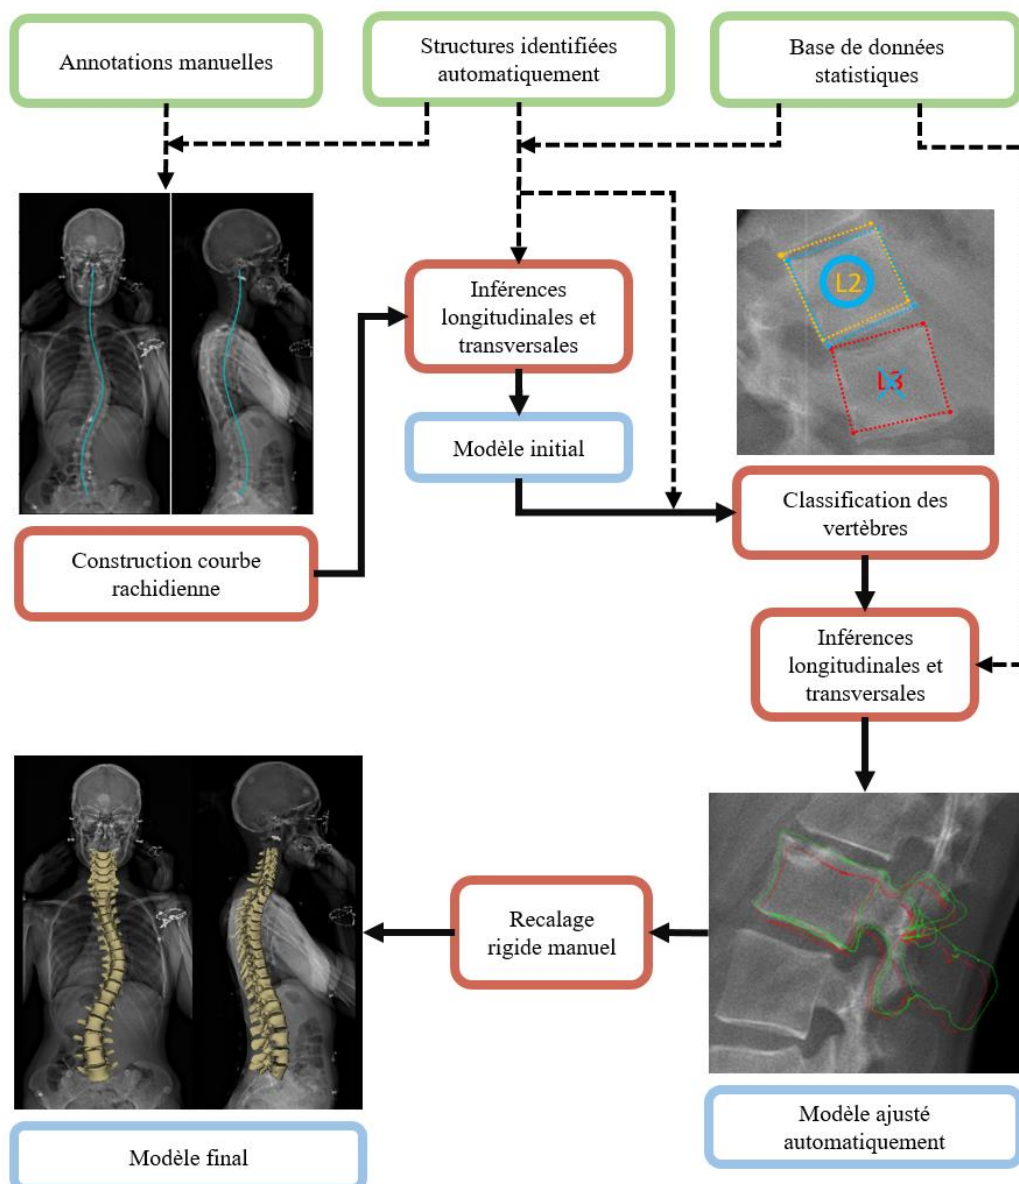 Annotations manuelles
Structures identifiées
automatiquement
Base de données
statistiques
Inférences
longitudinales et
transversales
L2
L3
Modèle initial
Classification des
vertèbres
Construction courbe
rachidienne
Inférences
longitudinales et
transversales
Recalage
rigide manuel
Modèle ajusté
automatiquement
Modèle final